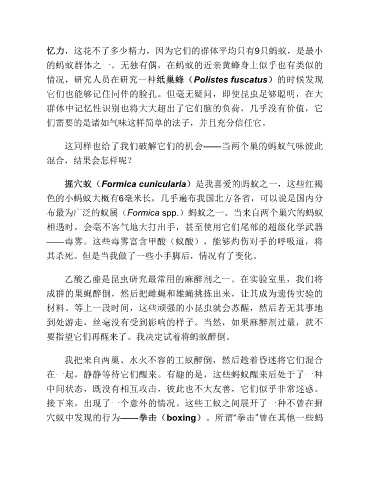 忆力，这花不了多少精力，因为它们的群体平均只有9只蚂蚁，是最小
的蚂蚁群体之一。无独有偶，在蚂蚁的近亲黄蜂身上似乎也有类似的
情况，研究人员在研究一种纸巢蜂（Polistes fuscatus）的时候发现
它们也能够记住同伴的脸孔。但毫无疑问，即使昆虫足够聪明，在大
群体中记忆性识别也将大大超出了它们脑的负荷，几乎没有价值，它
们需要的是诸如气味这样简单的法子，并且充分信任它。
这同样也给了我们破解它们的机会——当两个巢的蚂蚁气味彼此
混合，结果会怎样呢？
掘穴蚁（Formica cunicularia）是我喜爱的蚂蚁之一，这些红褐
色的小蚂蚁大概有6毫米长，几乎遍布我国北方各省，可以说是国内分
布最为广泛的蚁属（Formica spp.）蚂蚁之一。当来自两个巢穴的蚂蚁
相遇时，会毫不客气地大打出手，甚至使用它们尾部的超级化学武器
——毒雾。这些毒雾富含甲酸（蚁酸），能够灼伤对手的呼吸道，将
其杀死。但是当我做了一些小手脚后，情况有了变化。
乙酸乙酯是昆虫研究最常用的麻醉剂之一。在实验室里，我们将
成群的果蝇醉倒，然后把雌蝇和雄蝇挑拣出来，让其成为遗传实验的
材料。等上一段时间，这些顽强的小昆虫就会苏醒，然后若无其事地
到处游走，丝毫没有受到影响的样子。当然，如果麻醉剂过量，就不
要指望它们再醒来了。我决定试着将蚂蚁醉倒。
我把来自两巢、水火不容的工蚁醉倒，然后趁着昏迷将它们混合
在一起，静静等待它们醒来。有趣的是，这些蚂蚁醒来后处于了一种
中间状态，既没有相互攻击，彼此也不大友善，它们似乎非常迷惑。
接下来，出现了一个意外的情况。这些工蚁之间展开了一种不曾在掘
穴蚁中发现的行为——拳击（boxing）。所谓“拳击”曾在其他一些蚂